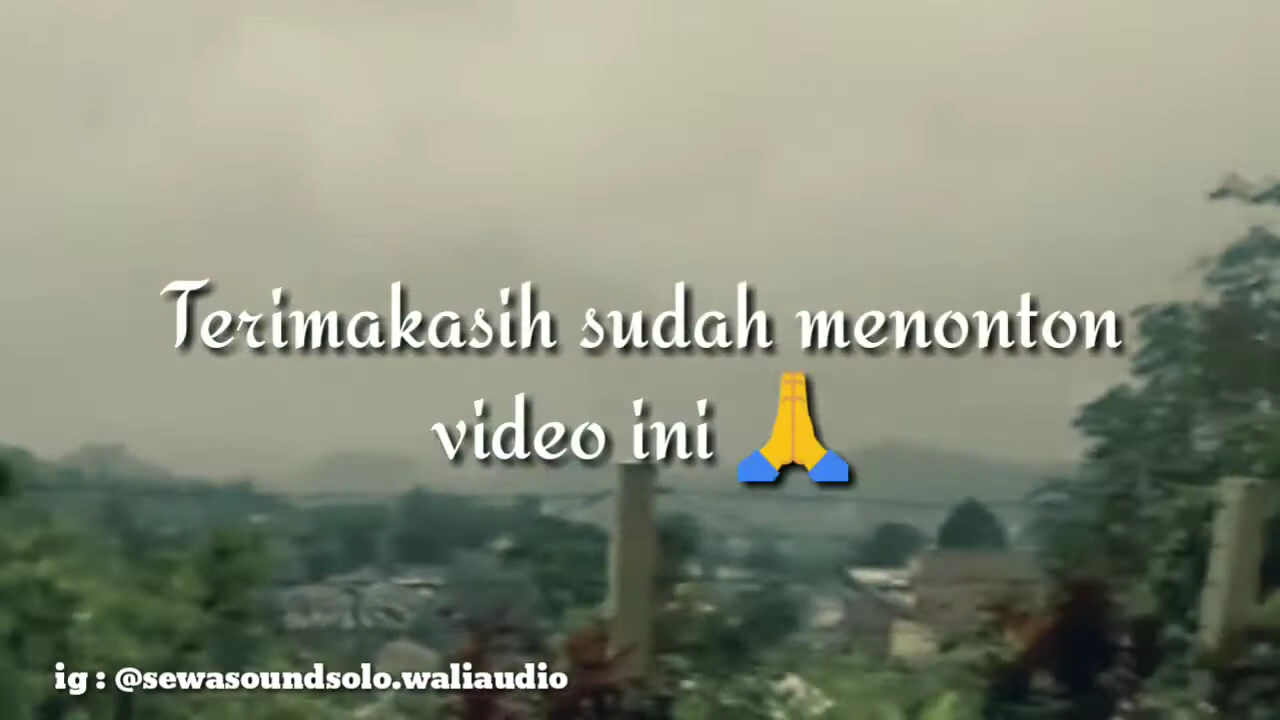 Terimakasih sudah menonton
video ini 🙏
ig : @sewasoundsolo.waliaudio